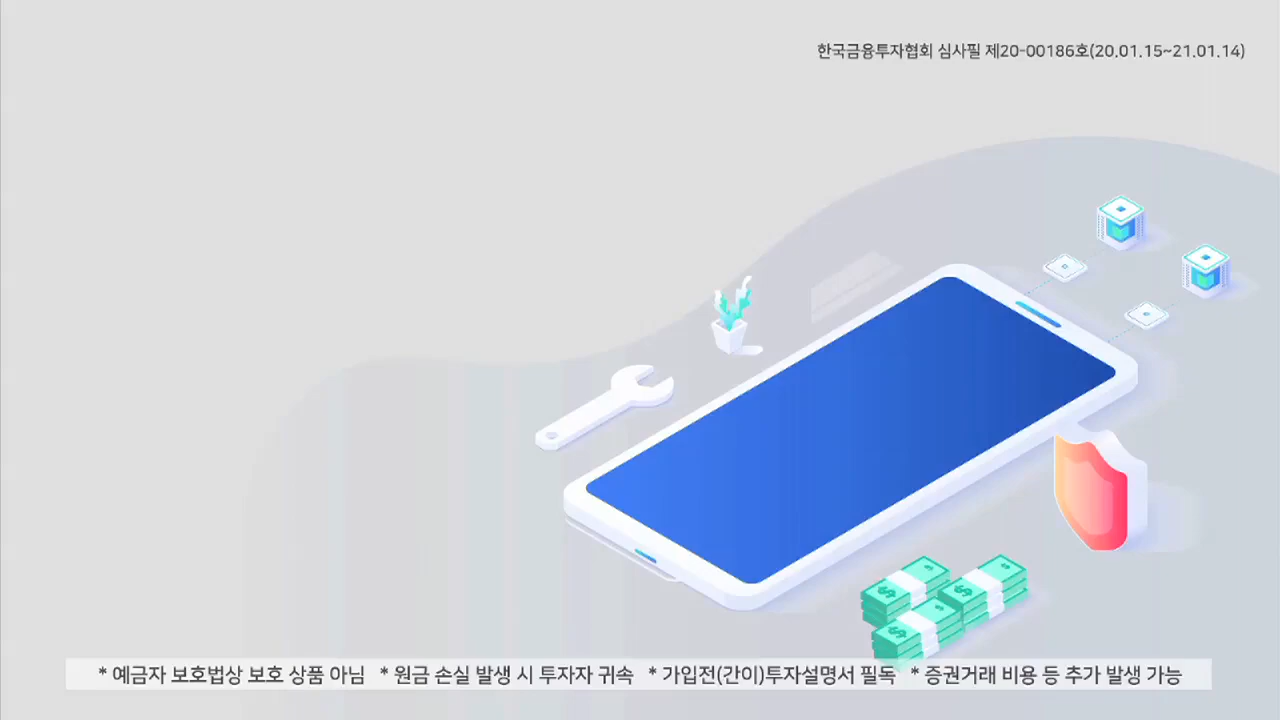 한국금융투자협회 심사필 제20-00186호(20.01.15~21.01.14)
* 예금자 보호법상 보호 상품 아님 * 원금 손실 발생 시 투자자 귀속 * 가입전(간이)투자설명서 필독 * 증권거래 비용 등 추가 발생 가능